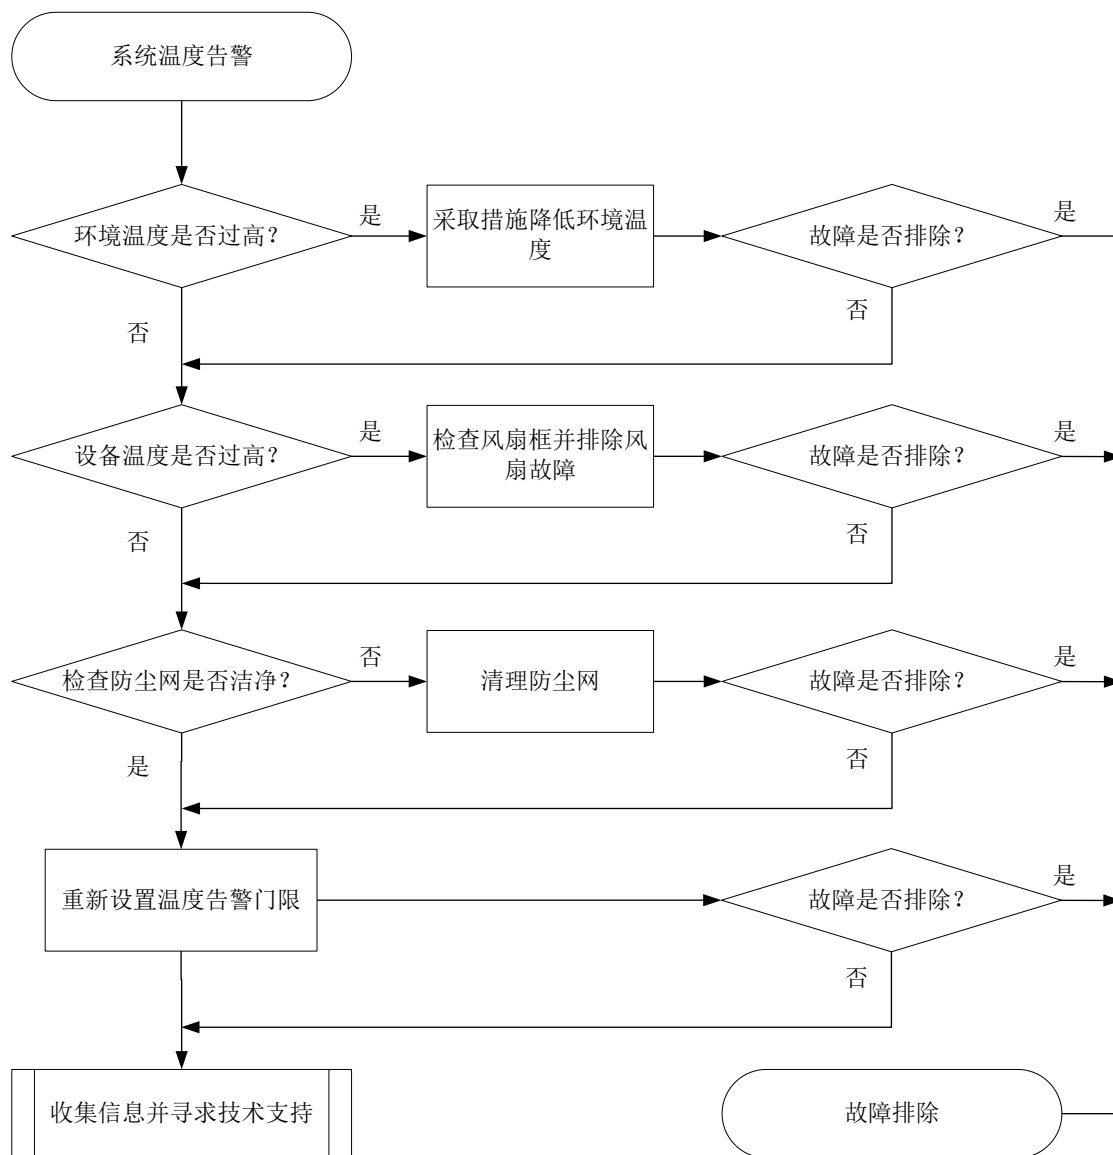 系统温度告警
环境温度是否过高?
是
采取措施降低环境温
度
故障是否排除?
是
否
否
设备温度是否过高?
是
检查风扇框并排除风
扇故障
故障是否排除?
是
否
否
检查防尘网是否洁净?
否
清理防尘网
故障是否排除?
是
是
否
重新设置温度告警门限
故障是否排除?
是
否
收集信息并寻求技术支持
故障排除